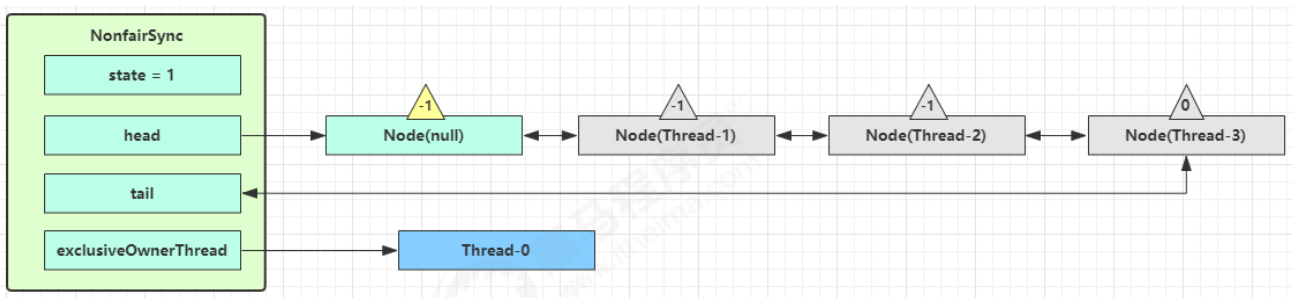 NonfairSync
state = 1
head
tail
exclusiveOwnerThread
-1
Node(null)
-1
Node(Thread-1)
-1
Node(Thread-2)
0
Node(Thread-3)
Thread-0